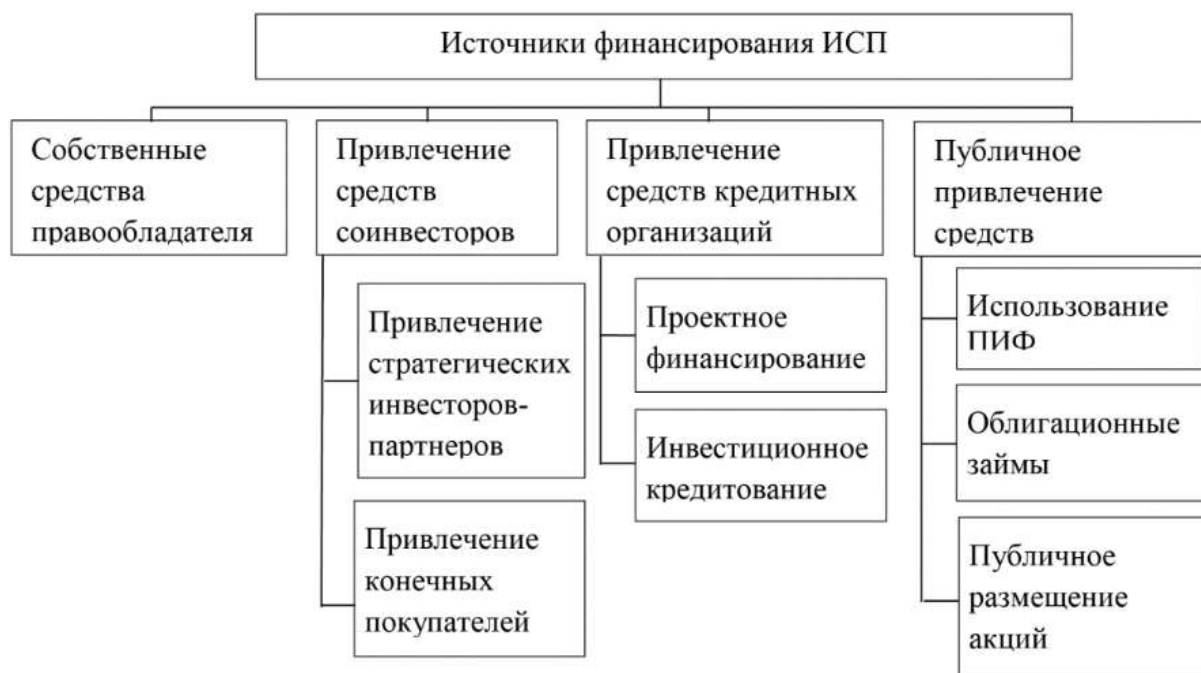 Источники финансирования ИСП
Собственные
средства
правообладателя
Привлечение
средств
соинвесторов
Привлечение
стратегических
инвесторов-
партнеров
Привлечение
конечных
покупателей
Привлечение
средств кредитных
организаций
Проектное
финансирование
Инвестиционное
кредитование
Публичное
привлечение
средств
Использование
ПИФ
Облигационные
займы
Публичное
размещение
акций